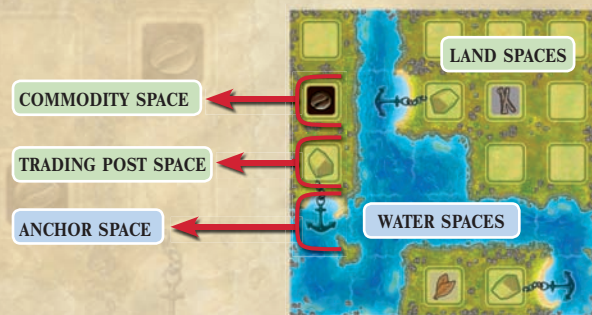 LAND SPACES
COMMODITY SPACE
TRADING POST SPACE
ANCHOR SPACE
WATER SPACES